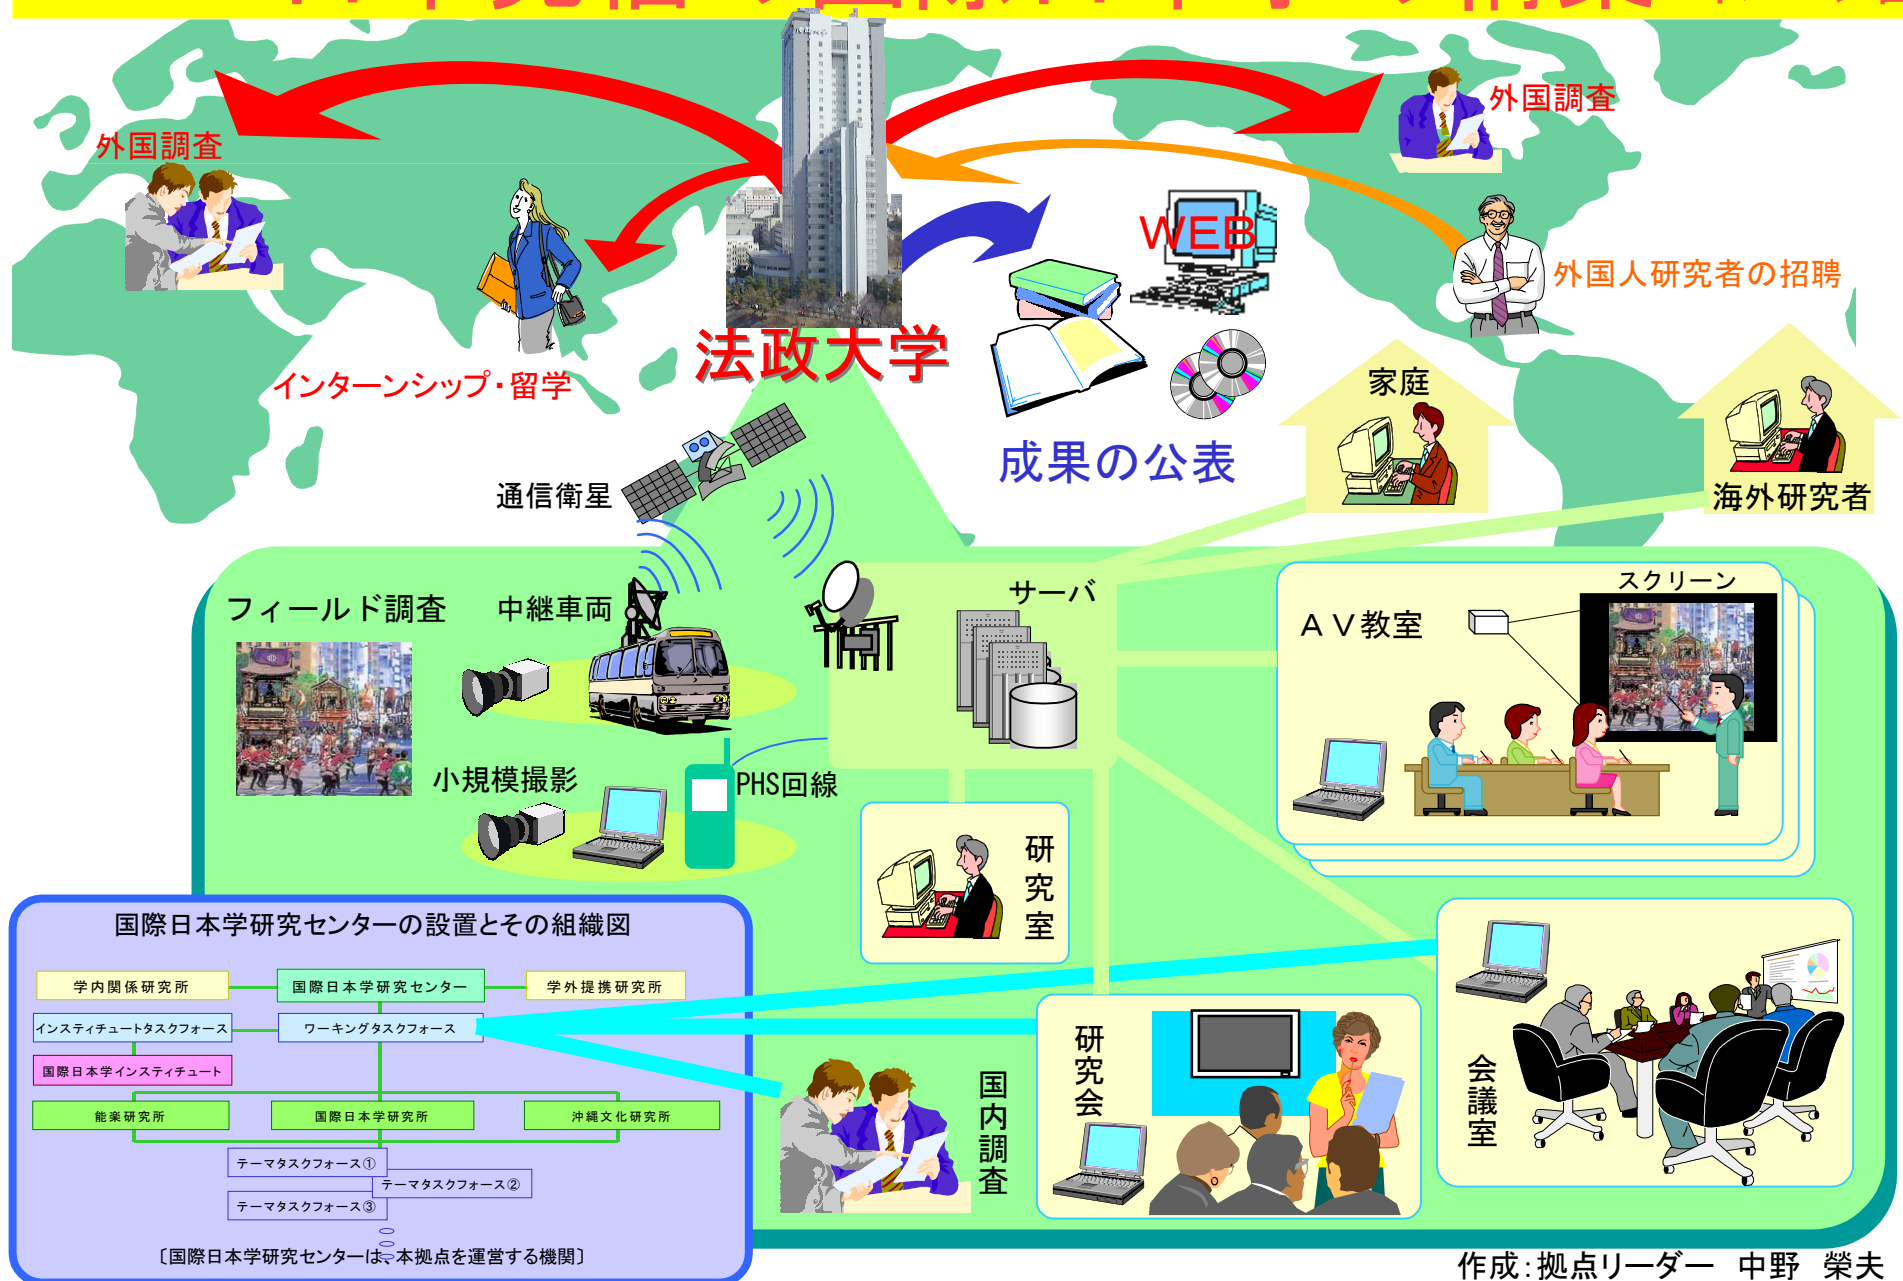 外国調査
外国調査
WEB
外国人研究者の招聘
法政大学
インターンシップ・留学
家庭
成果の公表
通信衛星
海外研究者
フィールド調査
中継車両
サーバ
スクリーン
ＡＶ教室
小規模撮影
PHS回線
研究室
国際日本学研究センターの設置とその組織図
学内関係研究所
国際日本学研究センター
学外提携研究所
インスティチュートタスクフォース
ワーキングタスクフォース
国際日本学インスティチュート
能楽研究所
国際日本学研究所
沖縄文化研究所
テーマタスクフォース①
テーマタスクフォース②
テーマタスクフォース③
〔国際日本学研究センターは、本拠点を運営する機関〕
国内調査
研究会
会議室
作成：拠点リーダー　中野　榮夫